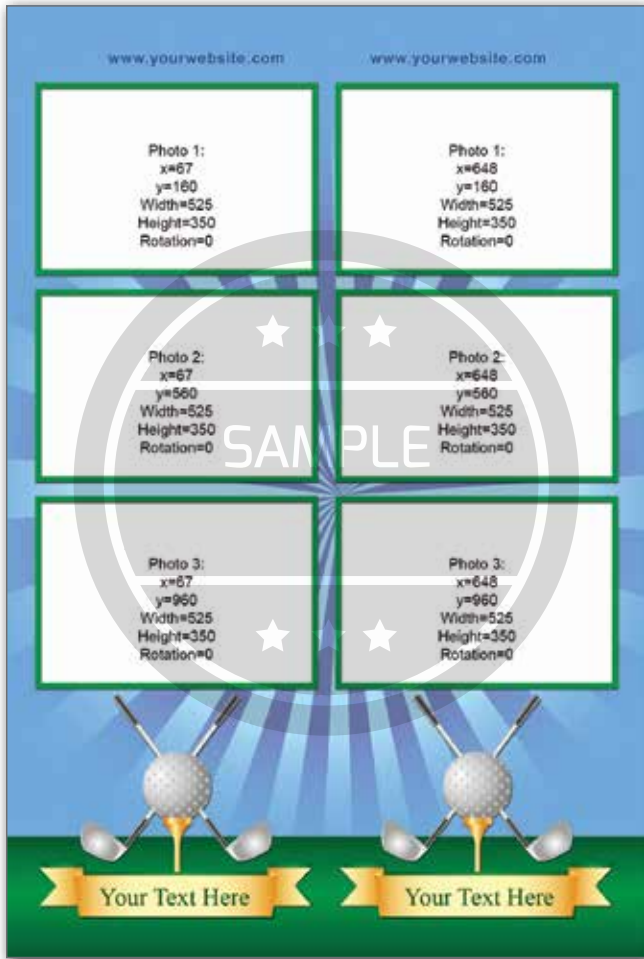 www.yourwebsite.com
www.yourwebsite.com
Photo 1:
x=67
y=160
Width=525
Height=350
Rotation=0
Photo 1:
x=648
y=160
Width=525
Height=350
Rotation=0
Photo 2:
x=67
y=560
Width=525
Height=350
Rotation=0
Photo 2:
x=648
y=560
Width=525
Height=350
Rotation=0
SAMPLE
Photo 3:
x=67
y=960
Width=525
Height=350
Rotation=0
Photo 3:
x=648
y=960
Width=525
Height=350
Rotation=0
Your Text Here
Your Text Here